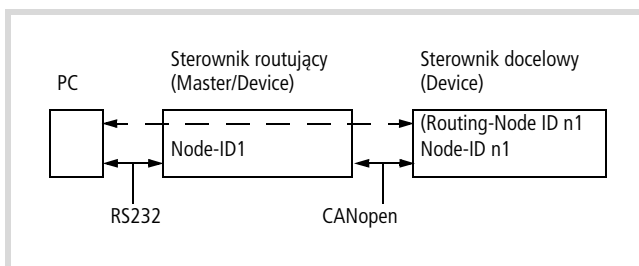 PC
Sterownik routujący
(Master/Device)
Sterownik docelowy
(Device)
Node-ID1
(Routing-Node ID n1
Node-ID n1
RS232
CANopen